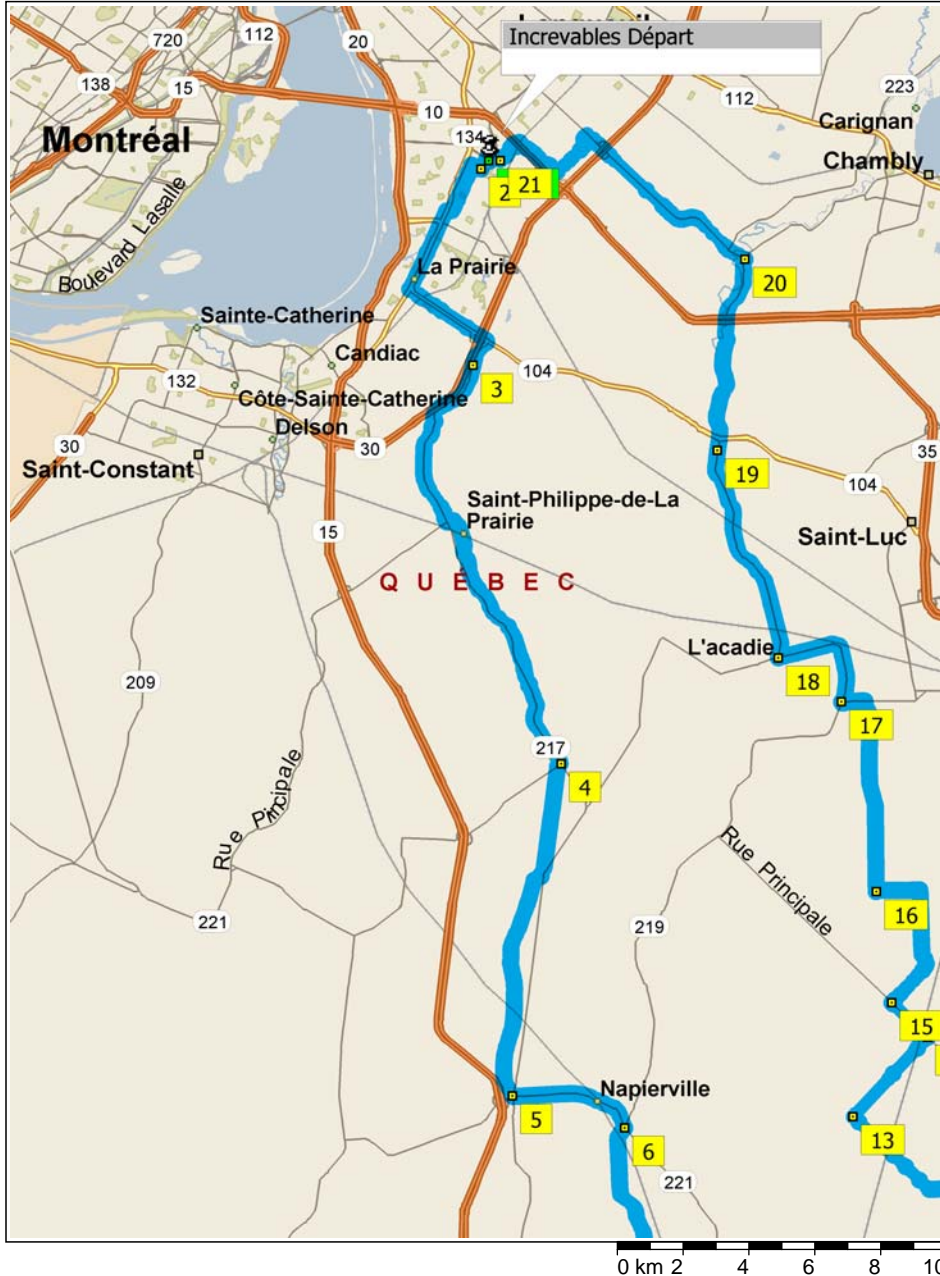 Increvables Départ
112
720
20
138
15
10
134
112
223
Carignan
Montréal
Chambly
2
21
Boulevard Lasalle
La Prairie
20
Sainte-Catherine
Candiac
132
3
104
Côte-Sainte-Catherine
Delson
30
30
Saint-Constant
19
35
104
Saint-Philippe-de-La
Prairie
15
Saint-Luc
QUÉBEC
L'acadie
209
18
17
217
4
Rue Principale
Rue Principale
16
221
219
15
Napierville
5
13
6
221
0 km 2 4 6 8 10